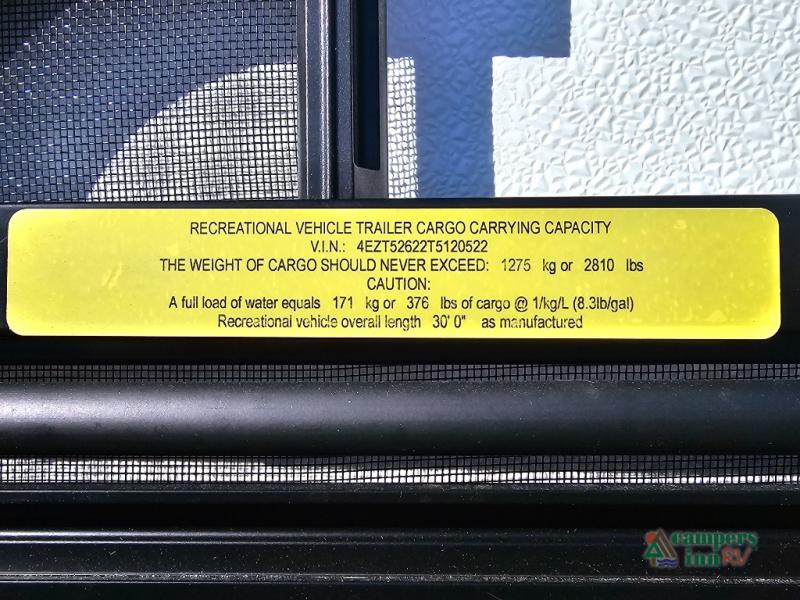 RECREATIONAL VEHICLE TRAILER CARGO CARRYING CAPACITY
V.I.N.: 4EZT52622T5120522
THE WEIGHT OF CARGO SHOULD NEVER EXCEED: 1275 kg or 2810 lbs
CAUTION:
A full load of water equals 171 kg or 376 lbs of cargo @ 1/kg/L (8.3lb/gal)
Recreational vehicle overall length 30' 0" as manufactured
campers
inn RV